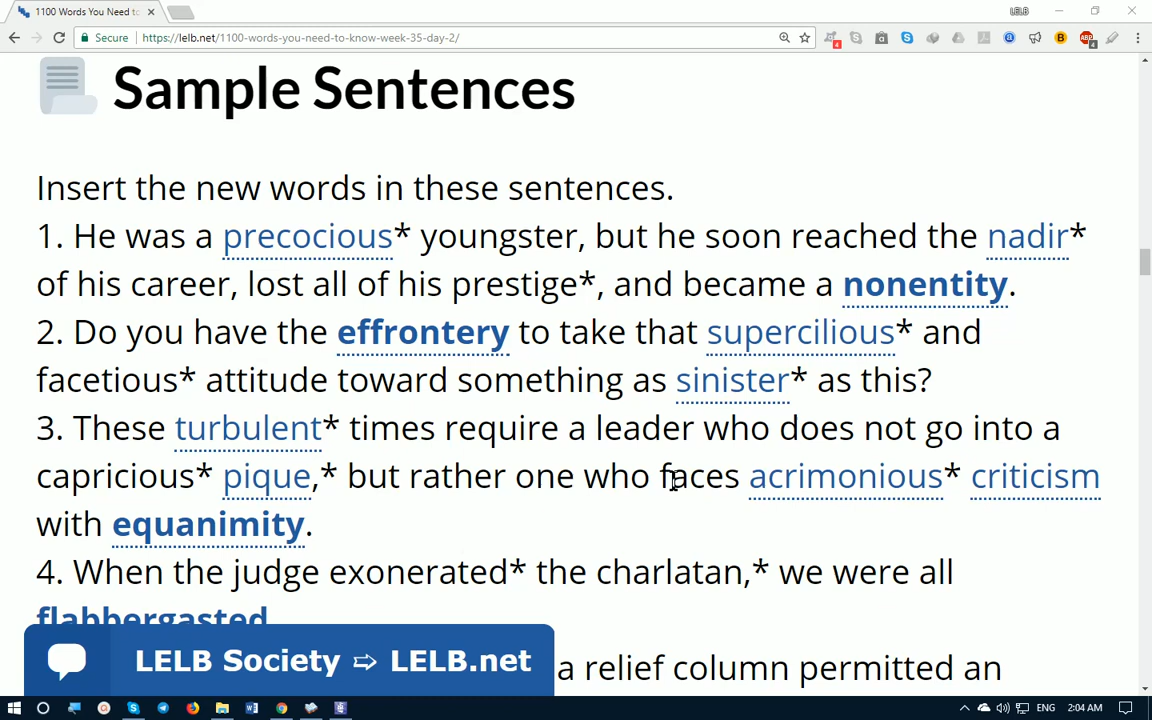 1100 Words You Need to
LELB
Secure
https://lelb.net/1100-words-you-need-to-know-week-35-day-2/
4
4
Sample Sentences
Insert the new words in these sentences.
1. He was a precocious* youngster, but he soon reached the nadir*
of his career, lost all of his prestige*, and became a nonentity.
2. Do you have the effrontery to take that supercilious* and
facetious* attitude toward something as sinister* as this?
3. These turbulent* times require a leader who does not go into a
capricious* pique,* but rather one who faces acrimonious* criticism
with equanimity.
4. When the judge exonerated* the charlatan,* we were all
flabbergasted
LELB Society ⇨ LELB.net
a relief column permitted an
ENG
2:04 AM